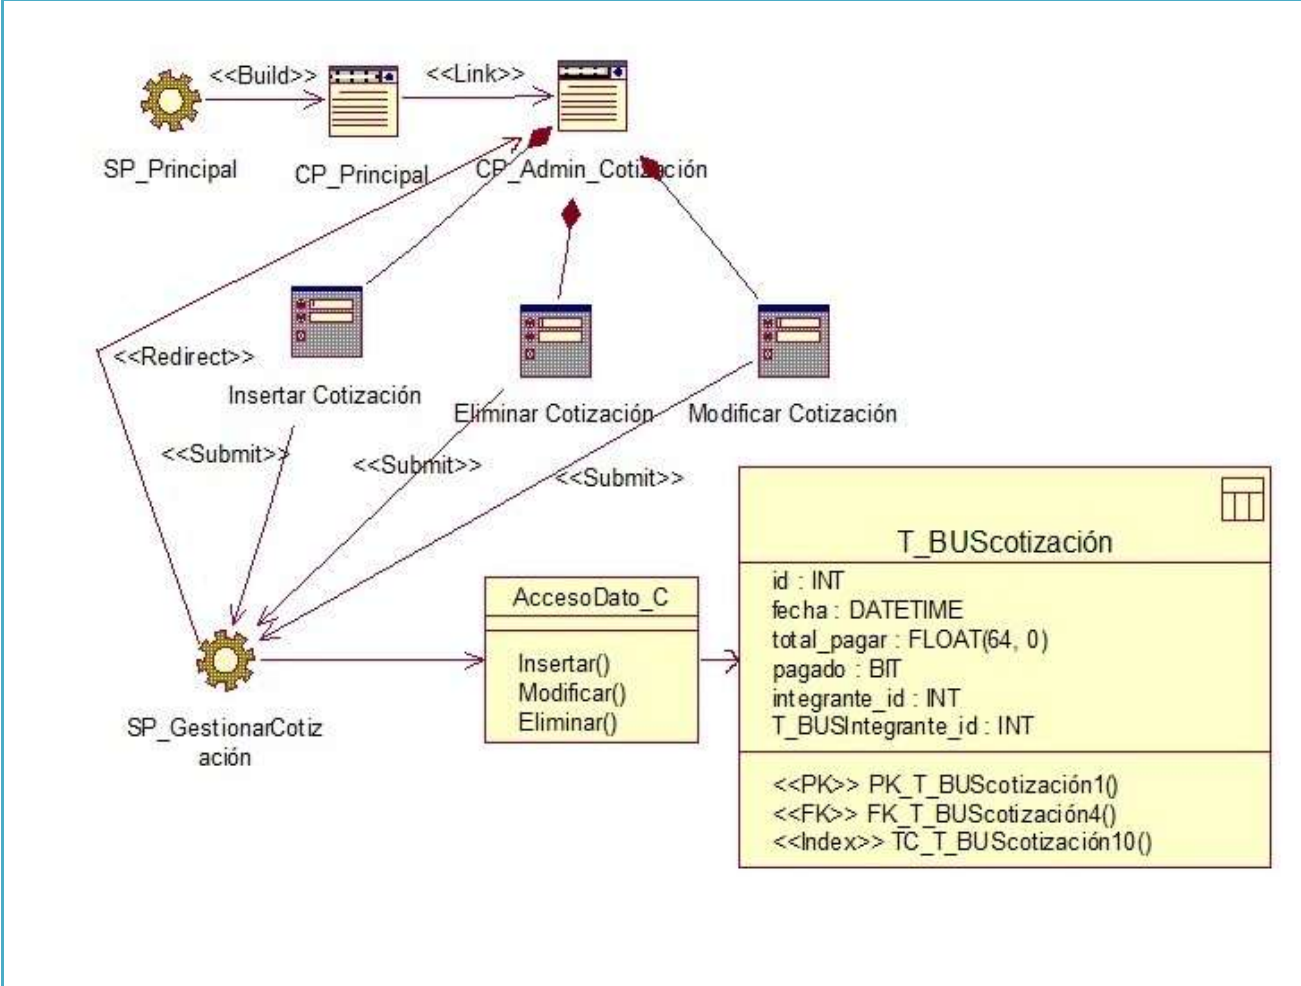 <<Build>>
<<Link>>
SP_Principal
CP_Principal
CP_Admin_Cotización
<<Redirect>>
Insertar Cotización
Eliminar Cotización
Modificar Cotización
<<Submit>>
<<Submit>>
<<Submit>>
SP_GestionarCotiz
ación
AccesoDato_C
Insertar()
Modificar()
Eliminar()
T_BUScotización
id : INT
fecha : DATETIME
total_pagar : FLOAT(64, 0)
pagado : BIT
integrante_id : INT
T_BUSIntegrante_id : INT
<<PK>> PK_T_BUScotización1()
<<FK>> FK_T_BUScotización4()
<<Index>> TC_T_BUScotización10()